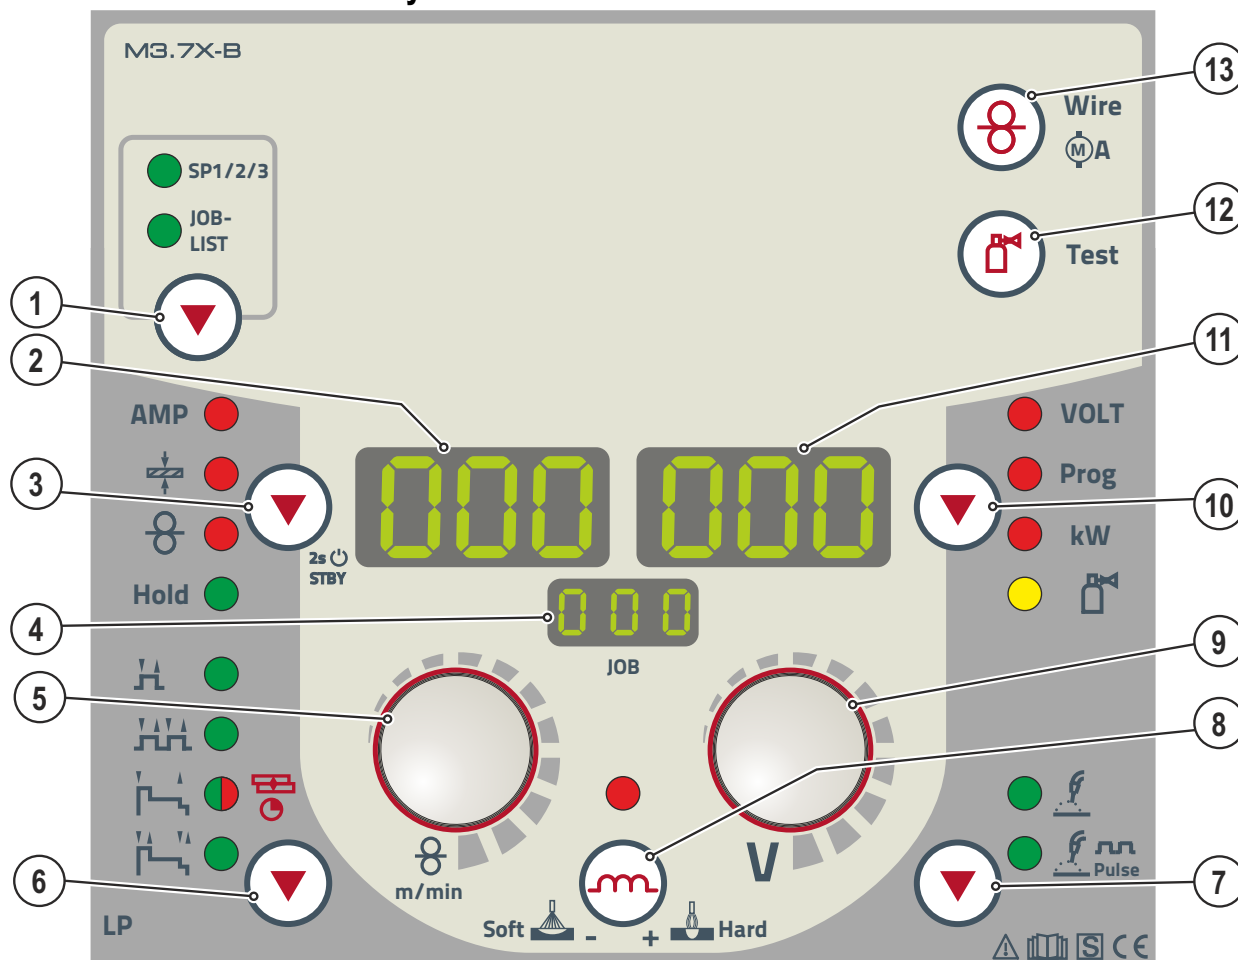 M3.7X-B
13
Wire
M A
SP1/2/3
JOB-
LIST
12
Test
1
2
11
AMP
VOLT
3
Prog
10
000
000
kW
2s
STBY
Hold
4
000
JOB
5
9
8
6
m/min
V
Pulse
7
LP
Soft
-
+
Hard
S CE